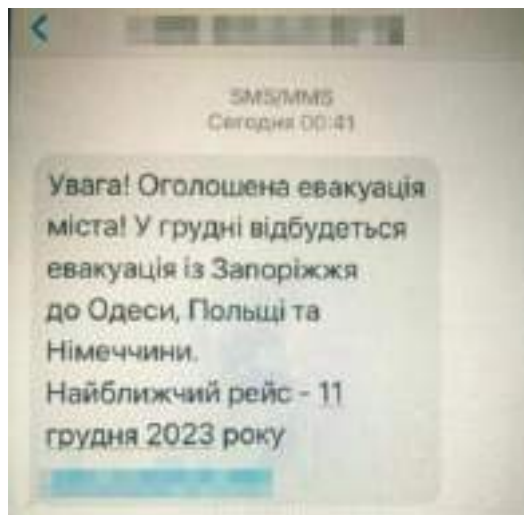 SMS/MMS
Сегодня 00:41
Увага! Оголошена евакуація
міста! У грудні відбудеться
евакуація із Запоріжжя
до Одеси, Польщі та
Німеччини.
Найближчий рейс - 11
грудня 2023 року